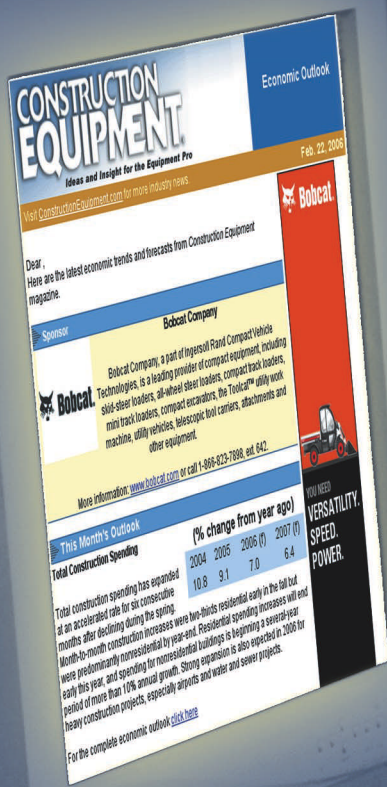 CONSTRUCTION
EQUIPMENT.
Ideas and Insight for the Equipment Pro
Economic Outlook
Visit ConstructionEquipment.com for more industry news.
Feb. 22, 2006
Bobcat.
Dear ,
Here are the latest economic trends and forecasts from Construction Equipment
magazine.
Sponsor
Bobcat Company
Bobcat.
Bobcat Company, a part of Ingersoll Rand Compact Vehicle
Technologies, is a leading provider of compact equipment, including
skid-steer loaders, all-wheel steer loaders, compact track loaders,
mini track loaders, compact excavators, the Toolcat™ utility work
machine, utility vehicles, telescopic tool carriers, attachments and
other equipment.
More information: www.bobcat.com or call 1-866-823-7898, ext. 642.
YOU NEED
VERSATILITY.
SPEED.
POWER.
This Month's Outlook
Total Construction Spending
(% change from year ago)
2004 2005 2006 (f) 2007 (f)
10.8 9.1 7.0 6.4
Total construction spending has expanded
at an accelerated rate for six consecutive
months after declining during the spring.
Month-to-month construction increases were two-thirds residential early in the fall but
were predominantly nonresidential by year-end. Residential spending increases will end
early this year, and spending for nonresidential buildings is beginning a several-year
period of more than 10% annual growth. Strong expansion is also expected in 2006 for
heavy construction projects, especially airports and water and sewer projects.
For the complete economic outlook click here